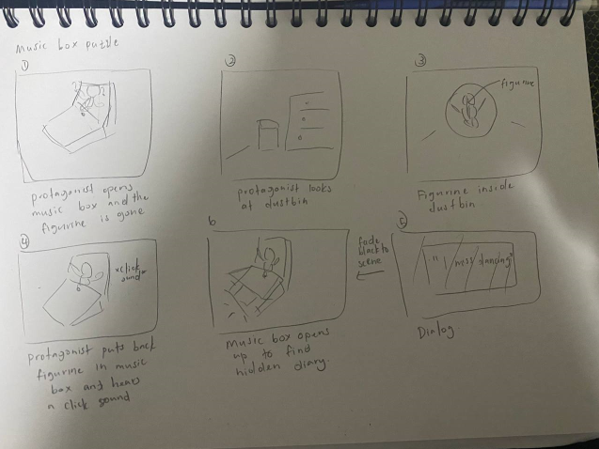 Music box puzzle
①
②
③
figurine
protagonist opens
music box and the
figurine is gone
protagonist looks
at dustbin
Figurine inside
dustbin
④
6
⑤
"click
sound"
fade
back to
scene
miss dancing"
protagonist puts back
figurine in music
box and hears
a click sound
Music box opens
up to find
hidden diary.
Dialog